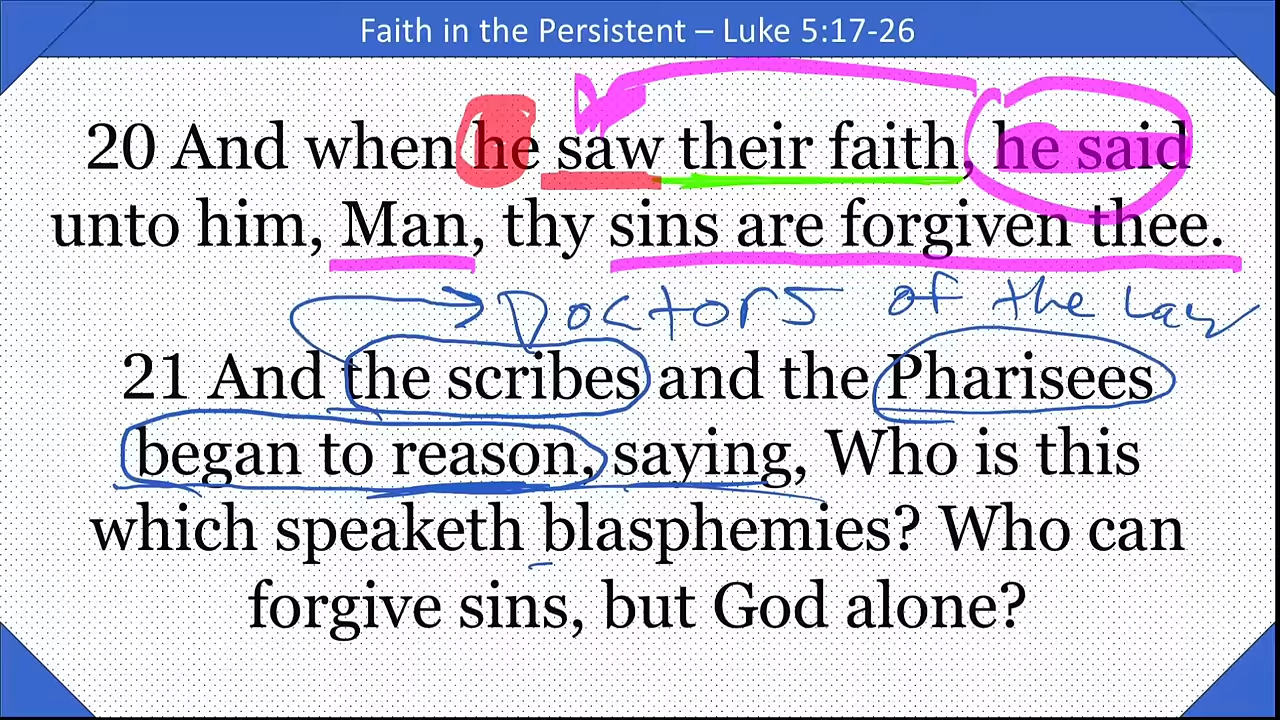 Faith in the Persistent – Luke 5:17-26
20 And when he saw their faith, he said
unto him, Man, thy sins are forgiven thee.
Doctors of the Law
21 And the scribes and the Pharisees
began to reason, saying, Who is this
which speaketh blasphemies? Who can
forgive sins, but God alone?